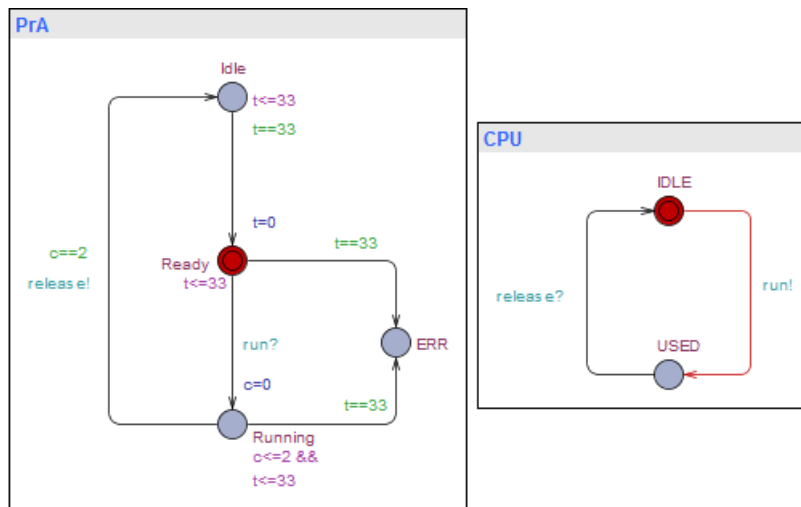 PrA
Idle
t<=33
t==33
t=0
Ready
t<=33
t==33
c==2
release!
run?
ERR
c=0
t==33
Running
c<=2 &&
t<=33
CPU
IDLE
release?
run!
USED